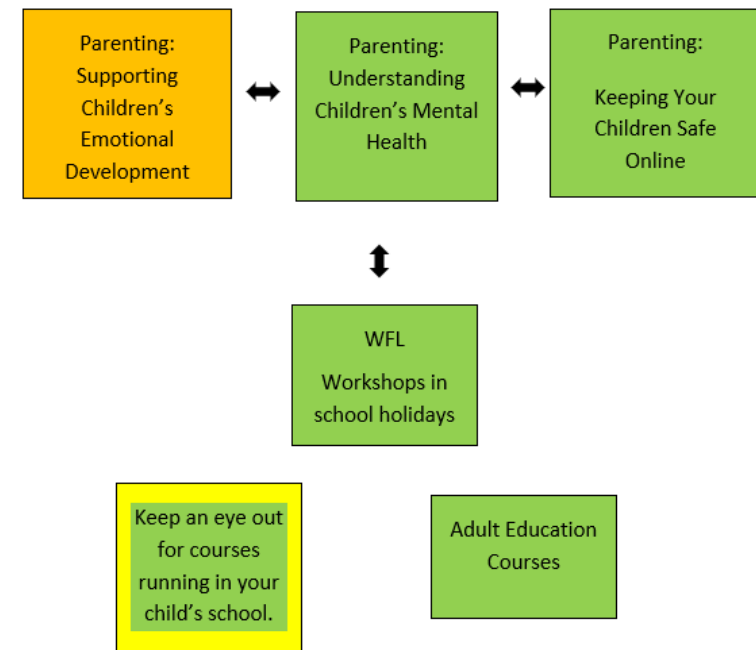 Parenting:
Supporting
Children’s
Emotional
Development
Parenting:
Understanding
Children’s Mental
Health
Parenting:
Keeping Your
Children Safe
Online
WFL
Workshops in
school holidays
Keep an eye out
for courses
running in your
child’s school.
Adult Education
Courses